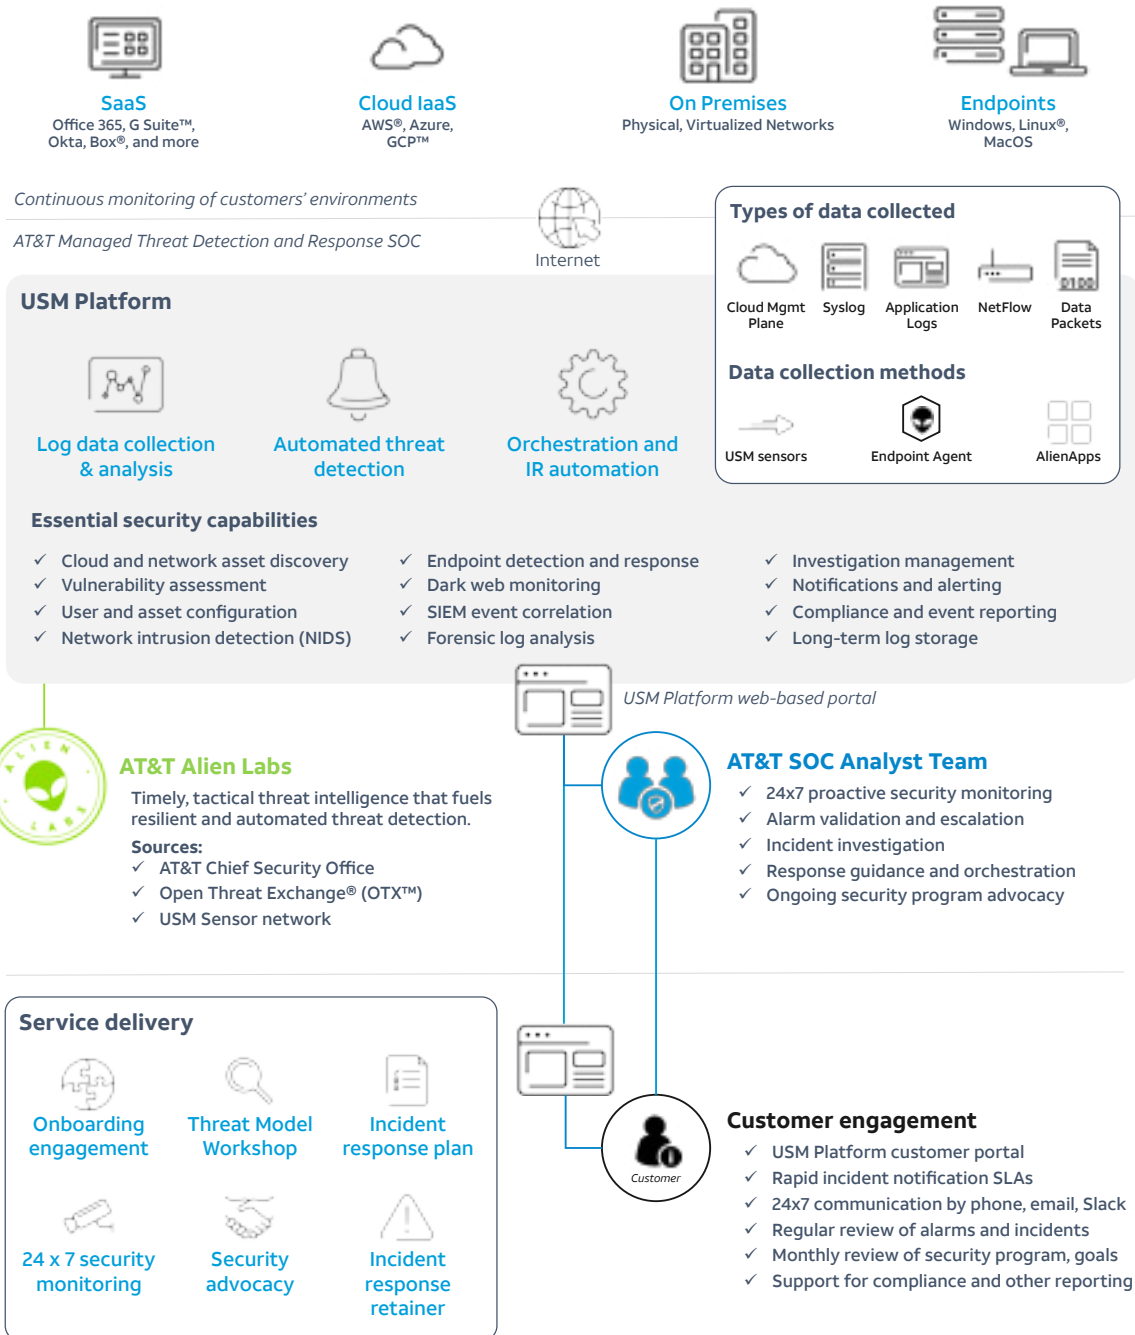 SaaS
Office 365, G Suite™,
Okta, Box®, and more
Cloud IaaS
AWS®, Azure,
GCP™
On Premises
Physical, Virtualized Networks
Endpoints
Windows, Linux®,
MacOS
Continuous monitoring of customers’ environments
AT&T Managed Threat Detection and Response SOC
Internet
Types of data collected
Cloud Mgmt
Plane
Syslog
Application
Logs
NetFlow
0100
Data
Packets
Data collection methods
USM sensors
Endpoint Agent
AlienApps
USM Platform
Log data collection
& analysis
Automated threat
detection
Orchestration and
IR automation
Essential security capabilities
✓ Cloud and network asset discovery
✓ Vulnerability assessment
✓ User and asset configuration
✓ Network intrusion detection (NIDS)
✓ Endpoint detection and response
✓ Dark web monitoring
✓ SIEM event correlation
✓ Forensic log analysis
✓ Investigation management
✓ Notifications and alerting
✓ Compliance and event reporting
✓ Long-term log storage
USM Platform web-based portal
ALIEN
LABS
AT&T Alien Labs
Timely, tactical threat intelligence that fuels
resilient and automated threat detection.
Sources:
✓ AT&T Chief Security Office
✓ Open Threat Exchange® (OTX™)
✓ USM Sensor network
AT&T SOC Analyst Team
✓ 24x7 proactive security monitoring
✓ Alarm validation and escalation
✓ Incident investigation
✓ Response guidance and orchestration
✓ Ongoing security program advocacy
Service delivery
Onboarding
engagement
Threat Model
Workshop
Incident
response plan
24 x 7 security
monitoring
Security
advocacy
Incident
response
retainer
Customer
Customer engagement
✓ USM Platform customer portal
✓ Rapid incident notification SLAs
✓ 24x7 communication by phone, email, Slack
✓ Regular review of alarms and incidents
✓ Monthly review of security program, goals
✓ Support for compliance and other reporting